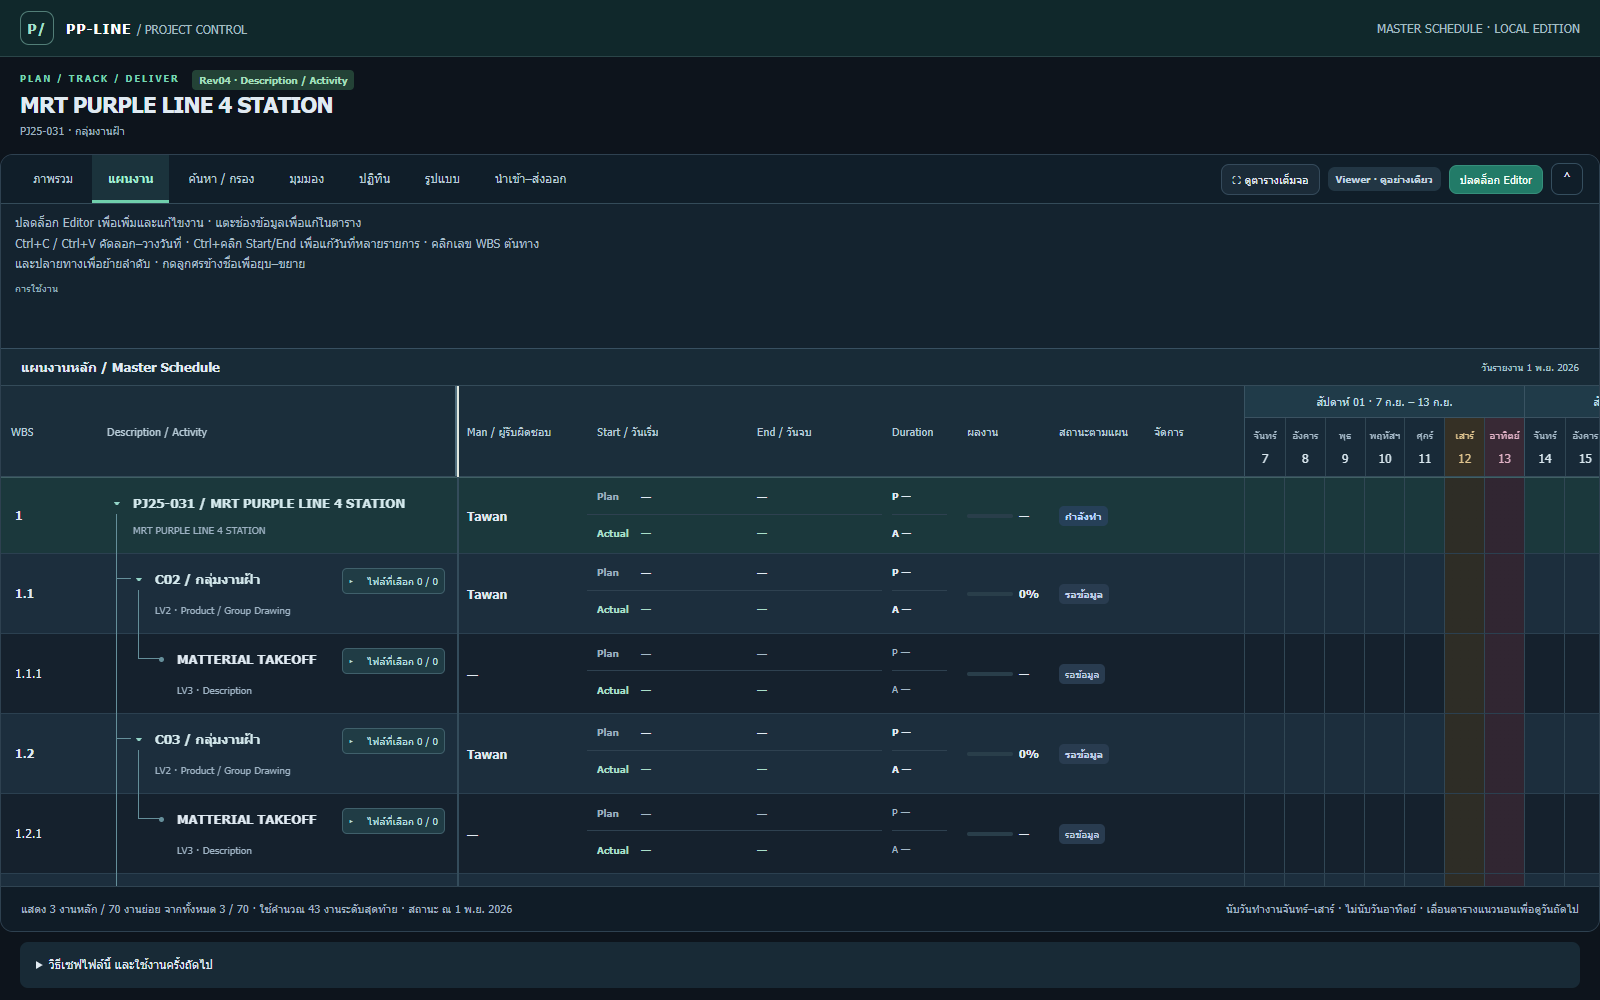 P/ PP-LINE / PROJECT CONTROL
MASTER SCHEDULE · LOCAL EDITION
PLAN / TRACK / DELIVER
Rev04 · Description / Activity
MRT PURPLE LINE 4 STATION
PJ25-031 · กลุ่มงานฝ้า
ภาพรวม แผนงาน ค้นหา / กรอง มุมมอง ปฏิทิน รูปแบบ นำเข้า–ส่งออก
⛶ ดูตารางเต็มจอ Viewer · ดูอย่างเดียว ปลดล็อก Editor ^
ปลดล็อก Editor เพื่อเพิ่มและแก้ไขงาน · แตะช่องข้อมูลเพื่อแก้ในตาราง
Ctrl+C / Ctrl+V คัดลอก–วางวันที่ · Ctrl+คลิก Start/End เพื่อแก้วันที่หลายรายการ · คลิกเลข WBS ต้นทาง
และปลายทางเพื่อย้ายลำดับ · กดลูกศรข้างชื่อเพื่อยุบ–ขยาย
การใช้งาน
แผนงานหลัก / Master Schedule
วันรายงาน 1 พ.ย. 2026
WBS Description / Activity Man / ผู้รับผิดชอบ Start / วันเริ่ม End / วันจบ Duration ผลงาน สถานะตามแผน จัดการ
สัปดาห์ 01 · 7 ก.ย. – 13 ก.ย.
จันทร์ อังคาร พุธ พฤหัสฯ ศุกร์ เสาร์ อาทิตย์ จันทร์ อังคาร
7 8 9 10 11 12 13 14 15
1 PJ25-031 / MRT PURPLE LINE 4 STATION
MRT PURPLE LINE 4 STATION
Tawan
Plan — — P —
Actual — — A —
— กำลังทำ
1.1 C02 / กลุ่มงานฝ้า
LV2 · Product / Group Drawing
ไฟล์ที่เลือก 0 / 0
Tawan
Plan — — P —
Actual — — A —
0% รอข้อมูล
1.1.1 MATTERIAL TAKEOFF
LV3 · Description
ไฟล์ที่เลือก 0 / 0
—
Plan — — P —
Actual — — A —
— รอข้อมูล
1.2 C03 / กลุ่มงานฝ้า
LV2 · Product / Group Drawing
ไฟล์ที่เลือก 0 / 0
Tawan
Plan — — P —
Actual — — A —
0% รอข้อมูล
1.2.1 MATTERIAL TAKEOFF
LV3 · Description
ไฟล์ที่เลือก 0 / 0
—
Plan — — P —
Actual — — A —
— รอข้อมูล
แสดง 3 งานหลัก / 70 งานย่อย จากทั้งหมด 3 / 70 · ใช้คำนวณ 43 งานระดับสุดท้าย · สถานะ ณ 1 พ.ย. 2026
นับวันทำงานจันทร์–เสาร์ · ไม่นับวันอาทิตย์ · เลื่อนตารางแนวนอนเพื่อดูวันถัดไป
▶ วิธีเซฟไฟล์นี้ และใช้งานครั้งถัดไป